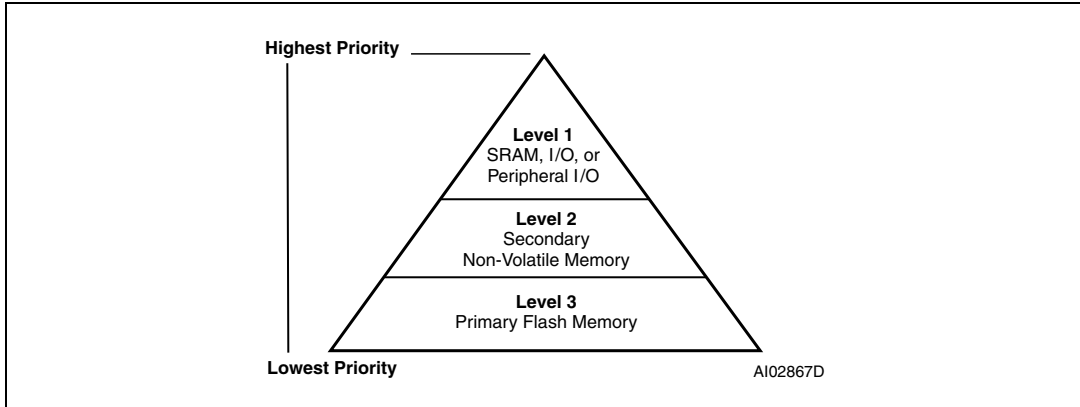 Highest Priority
Level 1
SRAM, I/O, or
Peripheral I/O
Level 2
Secondary
Non-Volatile Memory
Level 3
Primary Flash Memory
Lowest Priority
AI02867D